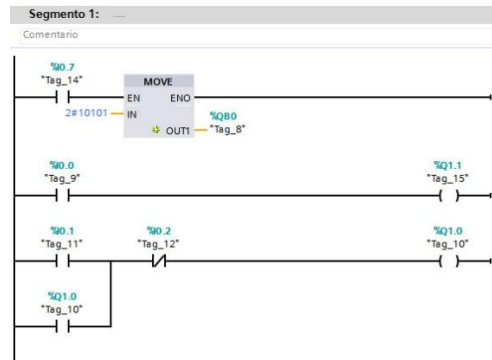 Segmento 1:
Comentario
%I0.7
"Tag_14"
MOVE
EN ENO
2#10101 IN
%QB0
OUT1 "Tag_8"
%I0.0 %Q1.1
"Tag_9" "Tag_15"
%I0.1 %I0.2 %Q1.0
"Tag_11" "Tag_12" "Tag_10"
%Q1.0
"Tag_10"